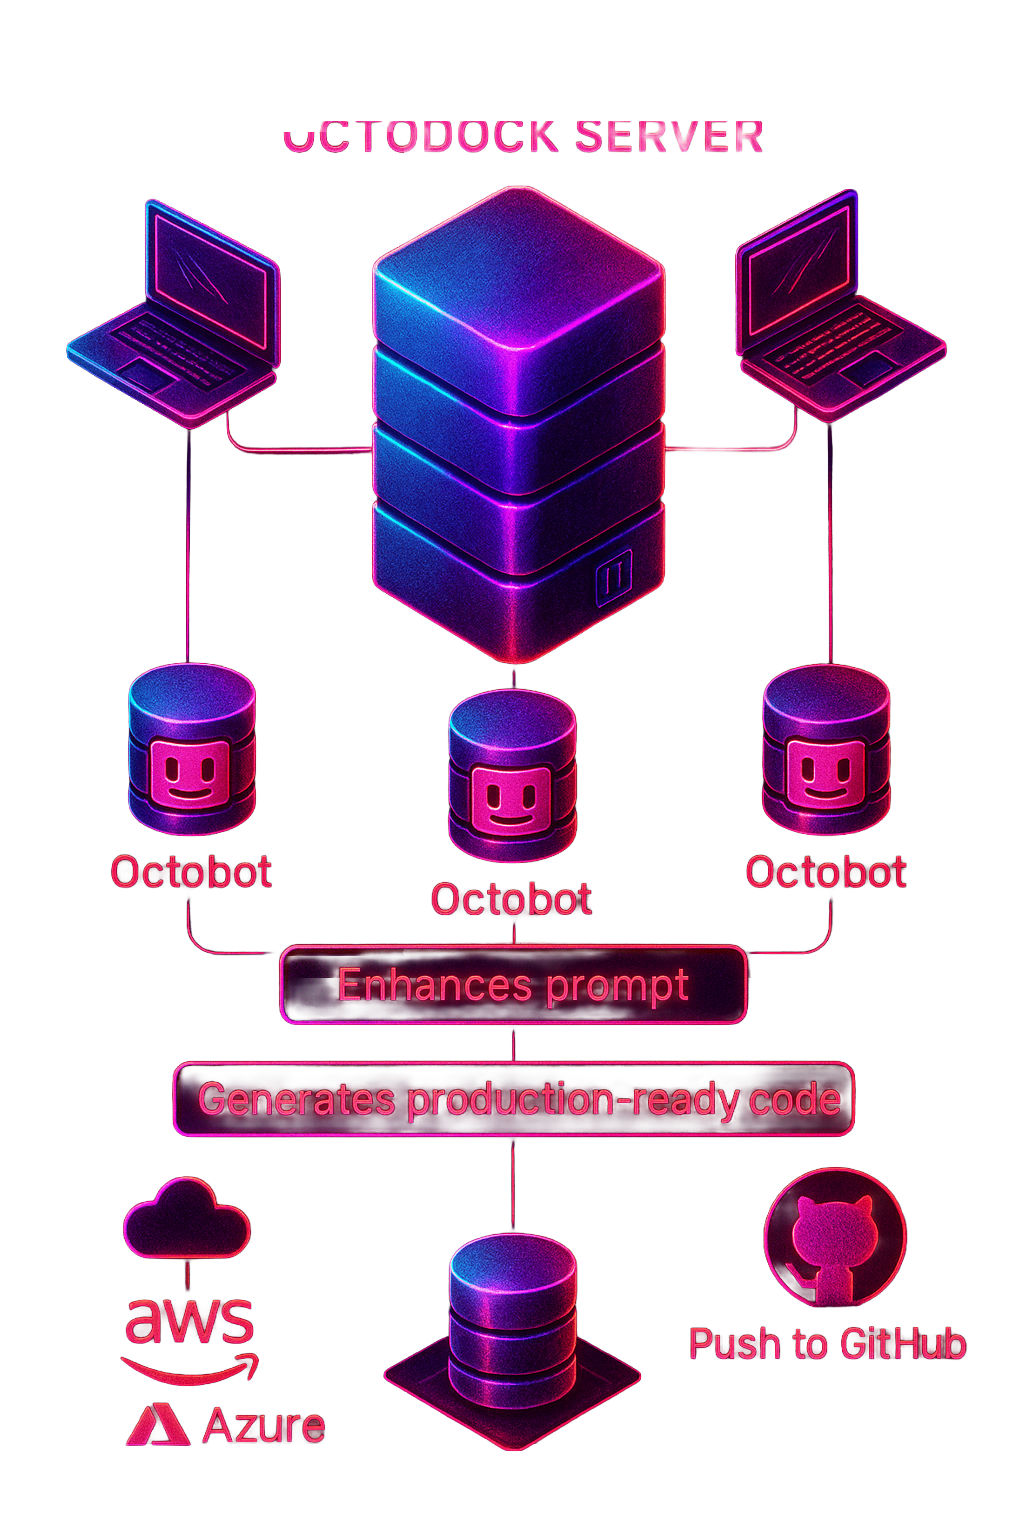 OCTODOCK SERVER
Octobot
Octobot
Octobot
Enhances prompt
Generates production-ready code
aws
Azure
Push to GitHub